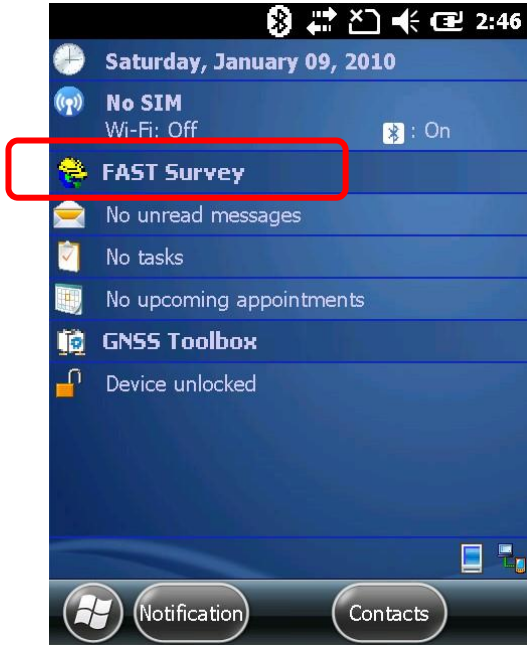 2:46
Saturday, January 09, 2010
No SIM
Wi-Fi: Off : On
FAST Survey
No unread messages
No tasks
No upcoming appointments
GNSS Toolbox
Device unlocked
Notification Contacts